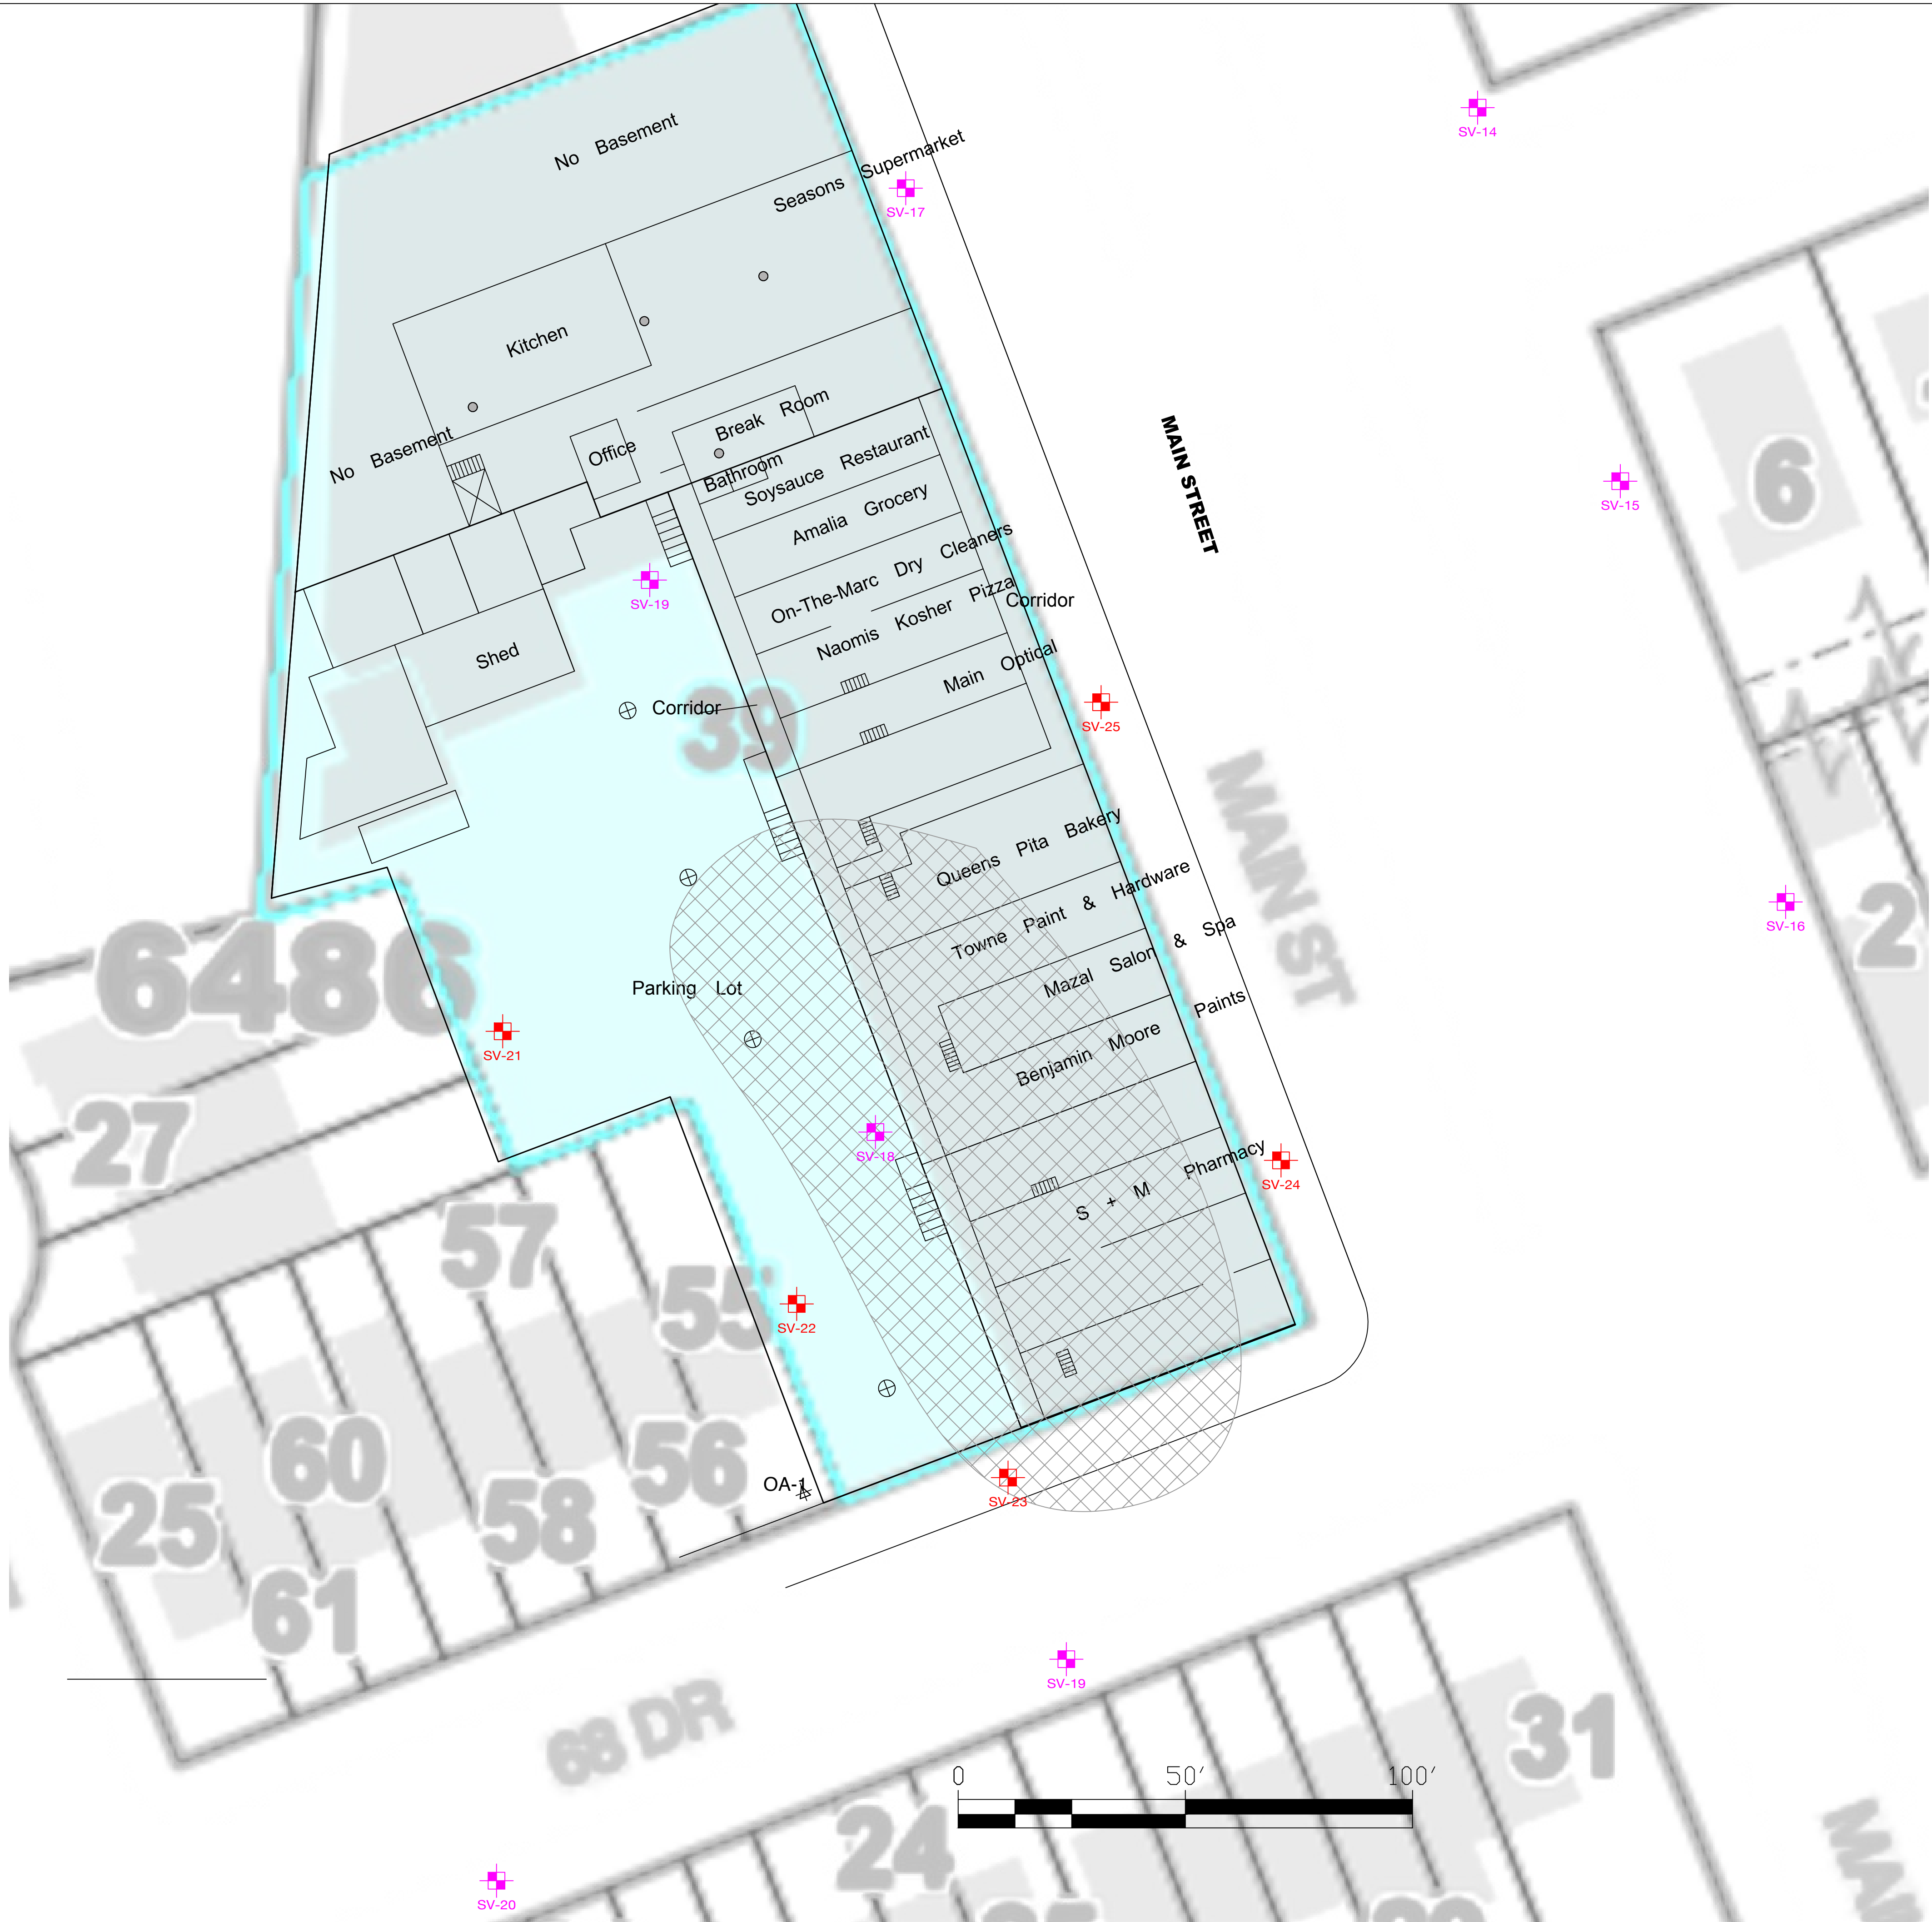 No Basement
SV-14
Seasons Supermarket
SV-17
Kitchen
No Basement
Office
Break Room
Bathroom
Soysauce Restaurant
Amalia Grocery
On-The-Marc Dry Cleaners
Naomis Kosher Pizza
Corridor
Main Optical
MAIN STREET
6
SV-15
SV-19
Shed
Corridor
39
SV-25
MAIN ST
Queens Pita Bakery
Towne Paint & Hardware
Mazal Salon & Spa
Benjamin Moore Paints
2
SV-16
6486
Parking Lot
SV-21
27
SV-18
S + M Pharmacy
SV-24
57
55
SV-22
60
56
25
58
OA-1
SV-23
61
SV-19
68 DR
31
0 50' 100'
24
SV-20